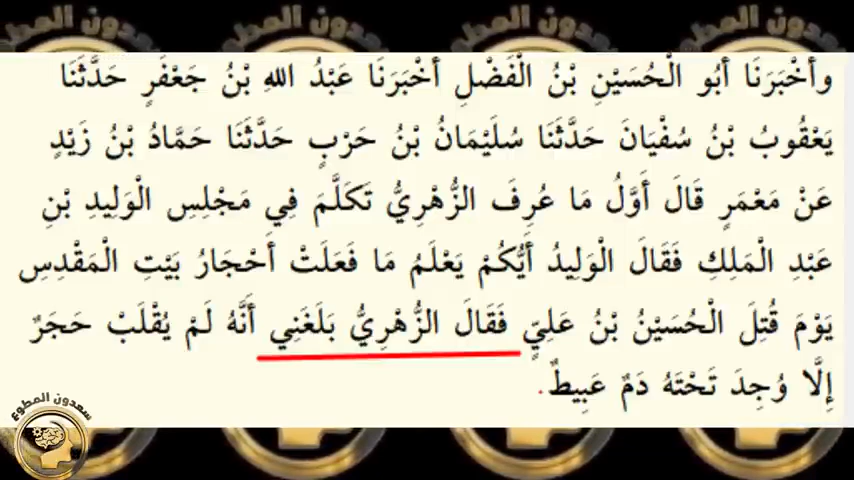 وأَخْبَرَنَا أَبُو الْحُسَيْنِ بْنُ الْفَضْلِ أَخْبَرَنَا عَبْدُ اللهِ بْنُ جَعْفَرٍ حَدَّثَنَا
يَعْقُوبُ بْنُ سُفْيَانَ حَدَّثَنَا سُلَيْمَانُ بْنُ حَرْبٍ حَدَّثَنَا حَمَّادُ بْنُ زَيْدٍ
عَنْ مَعْمَرٍ قَالَ أَوَّلُ مَا عُرِفَ الزُّهْرِيُّ تَكَلَّمَ فِي مَجْلِسِ الْوَلِيدِ بْنِ
عَبْدِ الْمَلِكِ فَقَالَ الْوَلِيدُ أَيُّكُمْ يَعْلَمُ مَا فَعَلَتْ أَحْجَارُ بَيْتِ الْمَقْدِسِ
يَوْمَ قُتِلَ الْحُسَيْنُ بْنُ عَلِيٍّ فَقَالَ الزُّهْرِيُّ بَلَغَنِي أَنَّهُ لَمْ يُقْلَبْ حَجَرٌ
إِلَّا وُجِدَ تَحْتَهُ دَمٌ عَبِيطٌ.
سعدون المطوع